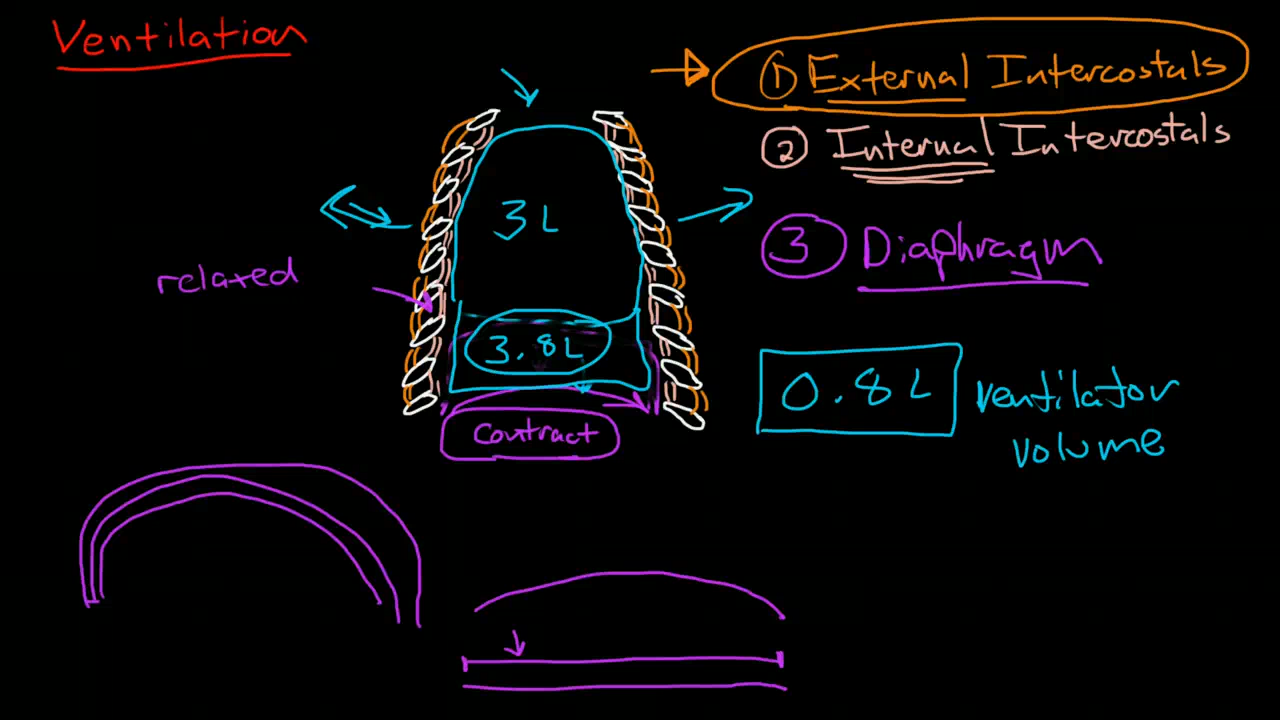 Ventilation
① External Intercostals
② Internal Intercostals
3 Diaphragm
3L
related
3.8L
0.8L
ventilator
volume
contract